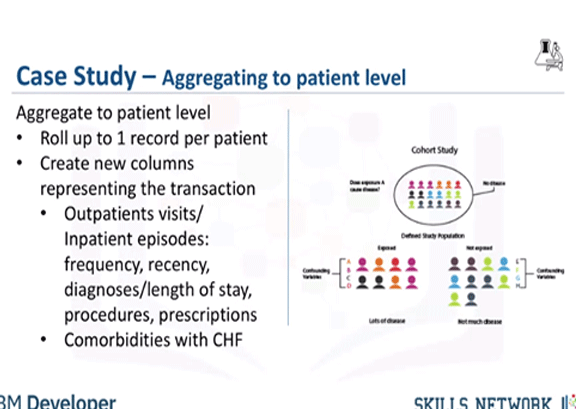 Case Study – Aggregating to patient level
Aggregate to patient level
• Roll up to 1 record per patient
• Create new columns
representing the transaction
• Outpatients visits/
Inpatient episodes:
frequency, recency,
diagnoses/length of stay,
procedures, prescriptions
• Comorbidities with CHF
Cohort Study
Does exposure A
cause disease?
No disease
Defined Study Population
Exposed
Not exposed
Confounding
Variables
A
B
C
D
Confounding
Variables
Lots of disease
Not much disease
BM Developer
SKILLS NETWORK